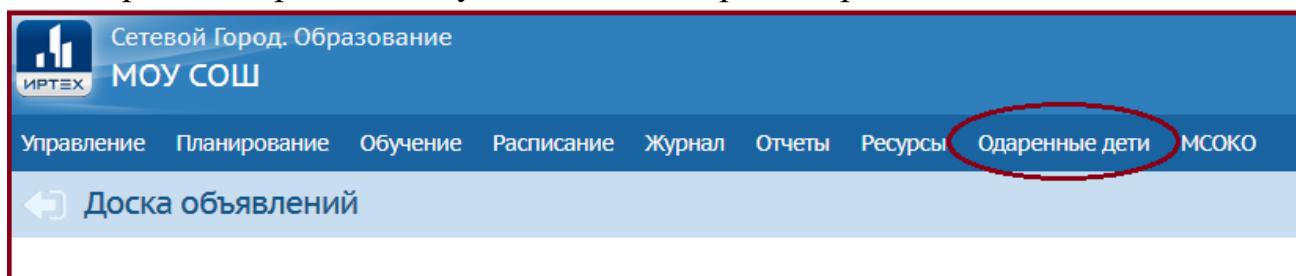 Сетевой Город. Образование
ИРТЕХ МОУ СОШ
Управление Планирование Обучение Расписание Журнал Отчеты Ресурсы Одаренные дети МСОКО
Доска объявлений